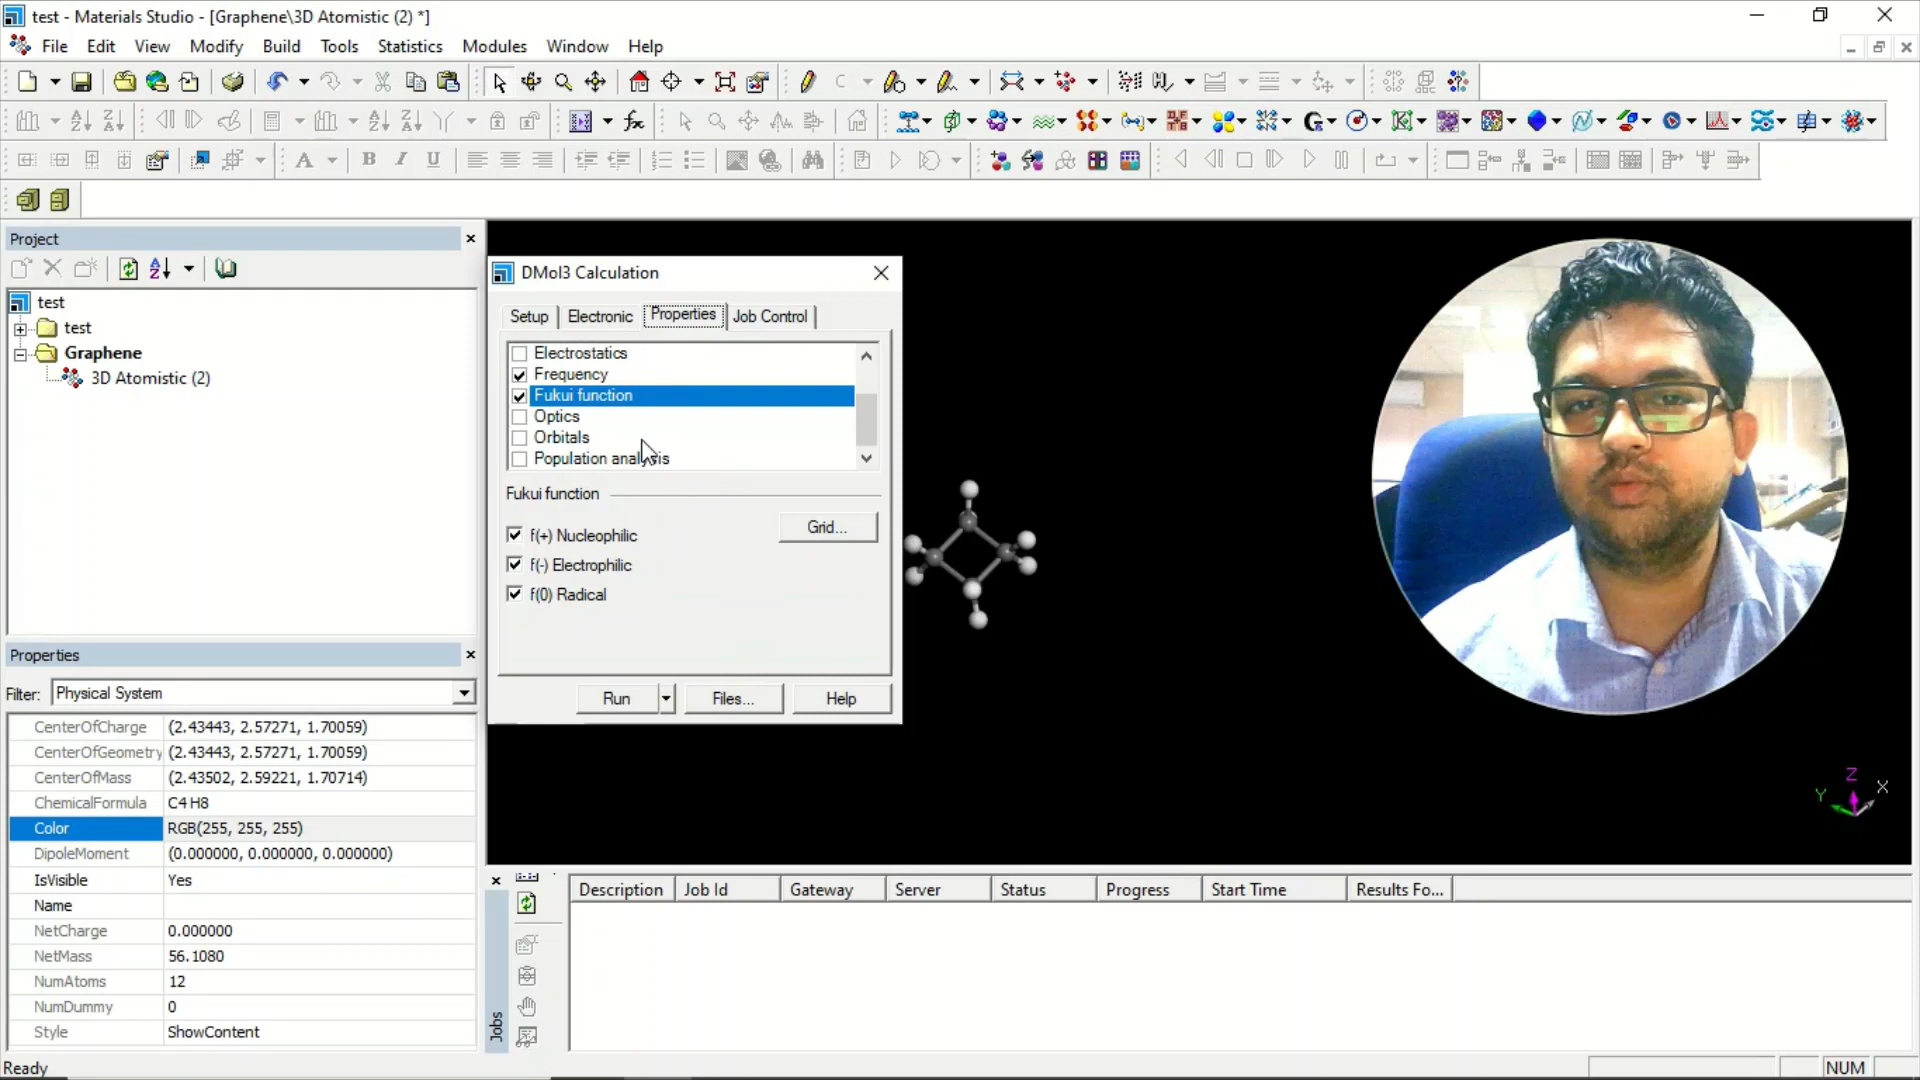 test - Materials Studio - [Graphene\3D Atomistic (2) *]
File Edit View Modify Build Tools Statistics Modules Window Help
Project
test
test
Graphene
3D Atomistic (2)
DMol3 Calculation
Setup Electronic Properties Job Control
Electrostatics
Frequency
Fukui function
Optics
Orbitals
Population analysis
Fukui function
Grid...
f(+) Nucleophilic
f(-) Electrophilic
f(0) Radical
Run Files... Help
Properties
Filter: Physical System
CenterOfCharge (2.43443, 2.57271, 1.70059)
CenterOfGeometry (2.43443, 2.57271, 1.70059)
CenterOfMass (2.43502, 2.59221, 1.70714)
ChemicalFormula C4 H8
Color RGB(255, 255, 255)
DipoleMoment (0.000000, 0.000000, 0.000000)
IsVisible Yes
Name
NetCharge 0.000000
NetMass 56.1080
NumAtoms 12
NumDummy 0
Style ShowContent
Z
Y X
Jobs
Description Job Id Gateway Server Status Progress Start Time Results Fo...
Ready
NUM